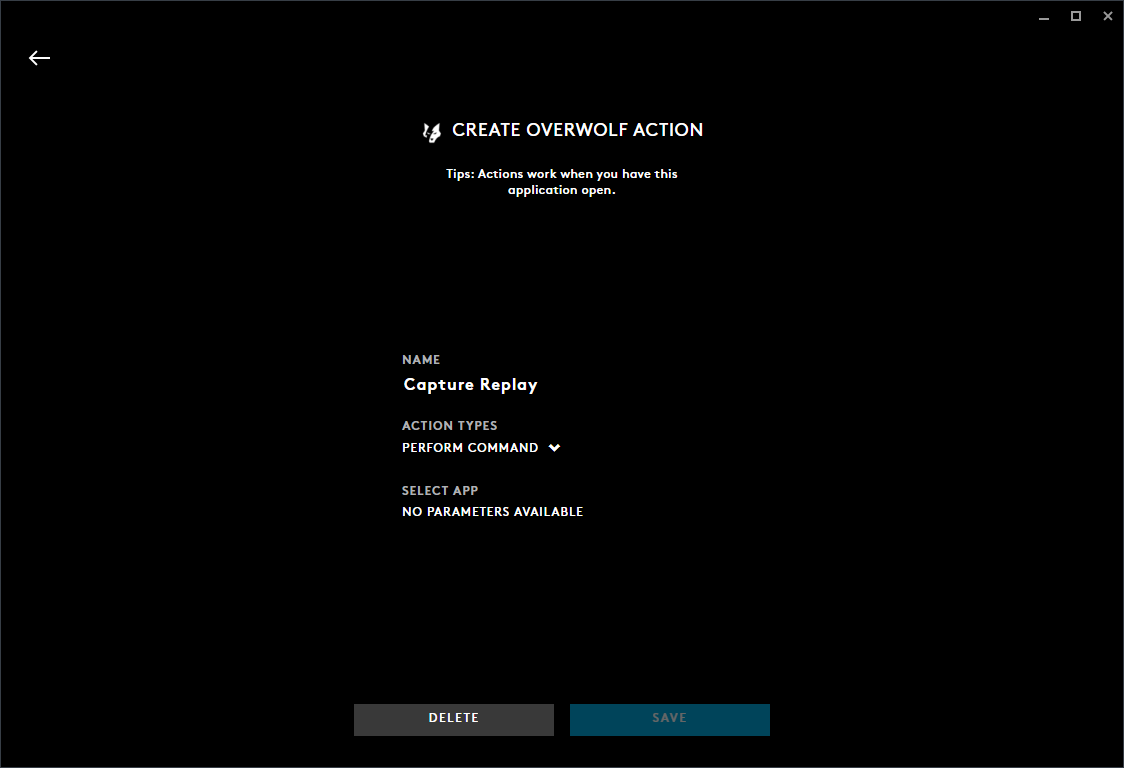 CREATE OVERWOLF ACTION
Tips: Actions work when you have this
application open.
NAME
Capture Replay
ACTION TYPES
PERFORM COMMAND
SELECT APP
NO PARAMETERS AVAILABLE
DELETE
SAVE